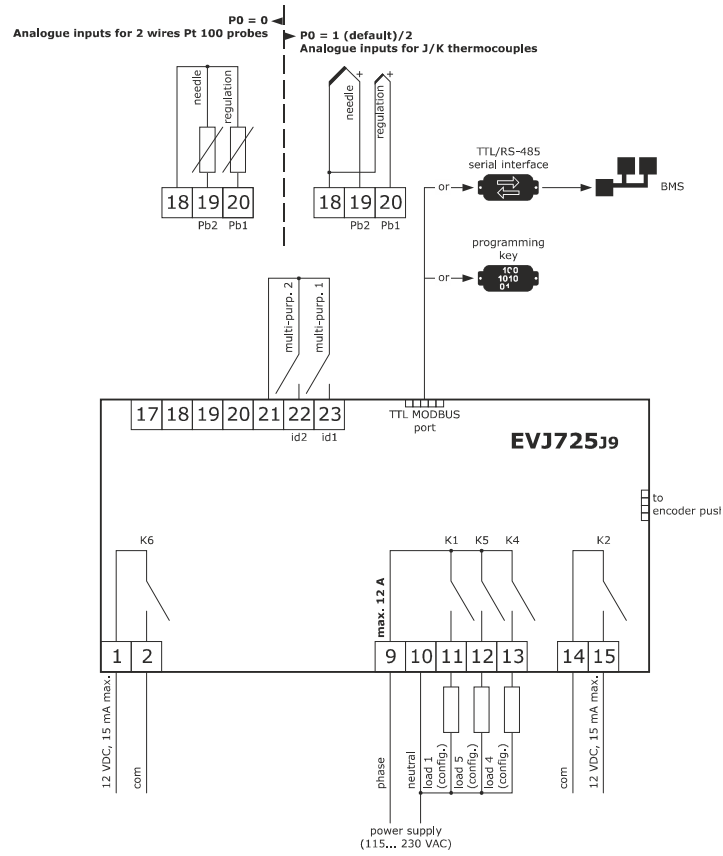 P0 = 0
Analogue inputs for 2 wires Pt 100 probes
P0 = 1 (default)/2
Analogue inputs for J/K thermocouples
needle
regulation
18 19 20
Pb2 Pb1
needle
regulation
+ +
18 19 20
Pb2 Pb1
or
TTL/RS-485
serial interface
BMS
or
programming
key
100
1010
01
multi-purp. 2
multi-purp. 1
17 18 19 20 21 22 23
id2 id1
TTL MODBUS
port
EVJ725J9
to
encoder push
K6
K1 K5 K4
K2
max. 12 A
1 2
9 10 11 12 13
14 15
12 VDC, 15 mA max.
com
phase
neutral
load 1
(config.)
load 5
(config.)
load 4
(config.)
com
12 VDC, 15 mA max.
power supply
(115... 230 VAC)